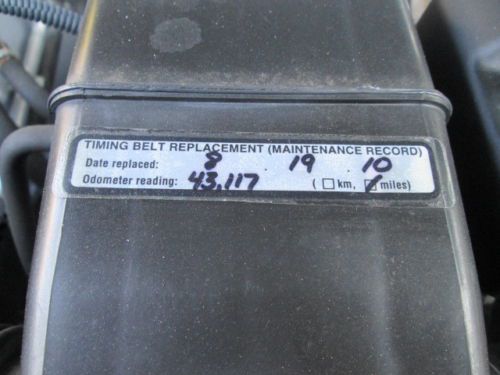 TIMING BELT REPLACEMENT (MAINTENANCE RECORD)
Date replaced: 8 . 19 . 10
Odometer reading: 43,117 ( □ km, ☑ miles)